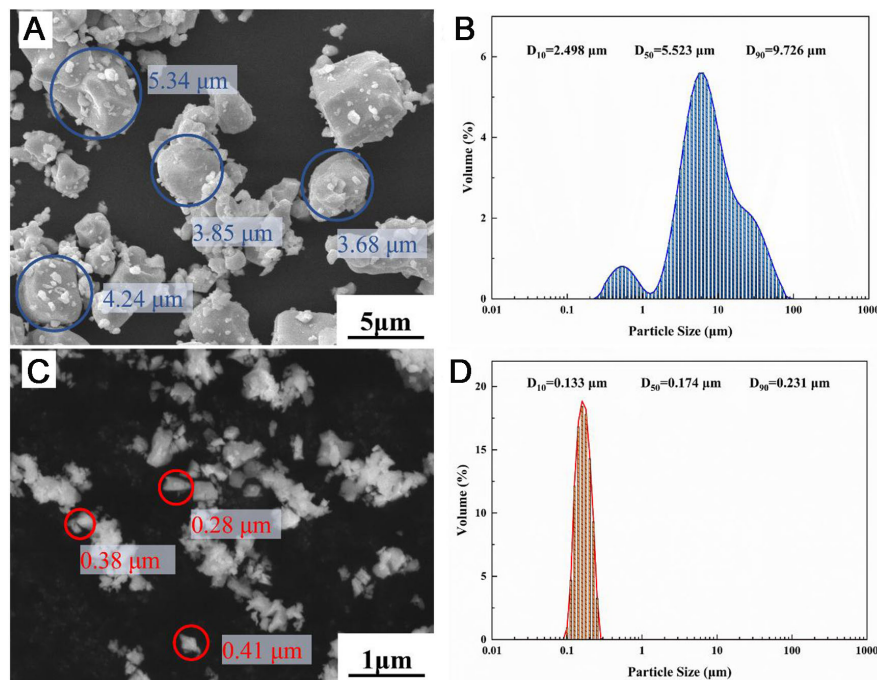 A
5.34 μm
3.85 μm
3.68 μm
4.24 μm
5μm
B
D10=2.498 μm D50=5.523 μm D90=9.726 μm
6
4
2
0
Volume (%)
0.01 0.1 1 10 100 1000
Particle Size (μm)
C
0.28 μm
0.38 μm
0.41 μm
1μm
D
D10=0.133 μm D50=0.174 μm D90=0.231 μm
20
15
10
5
0
Volume (%)
0.01 0.1 1 10 100 1000
Particle Size (μm)